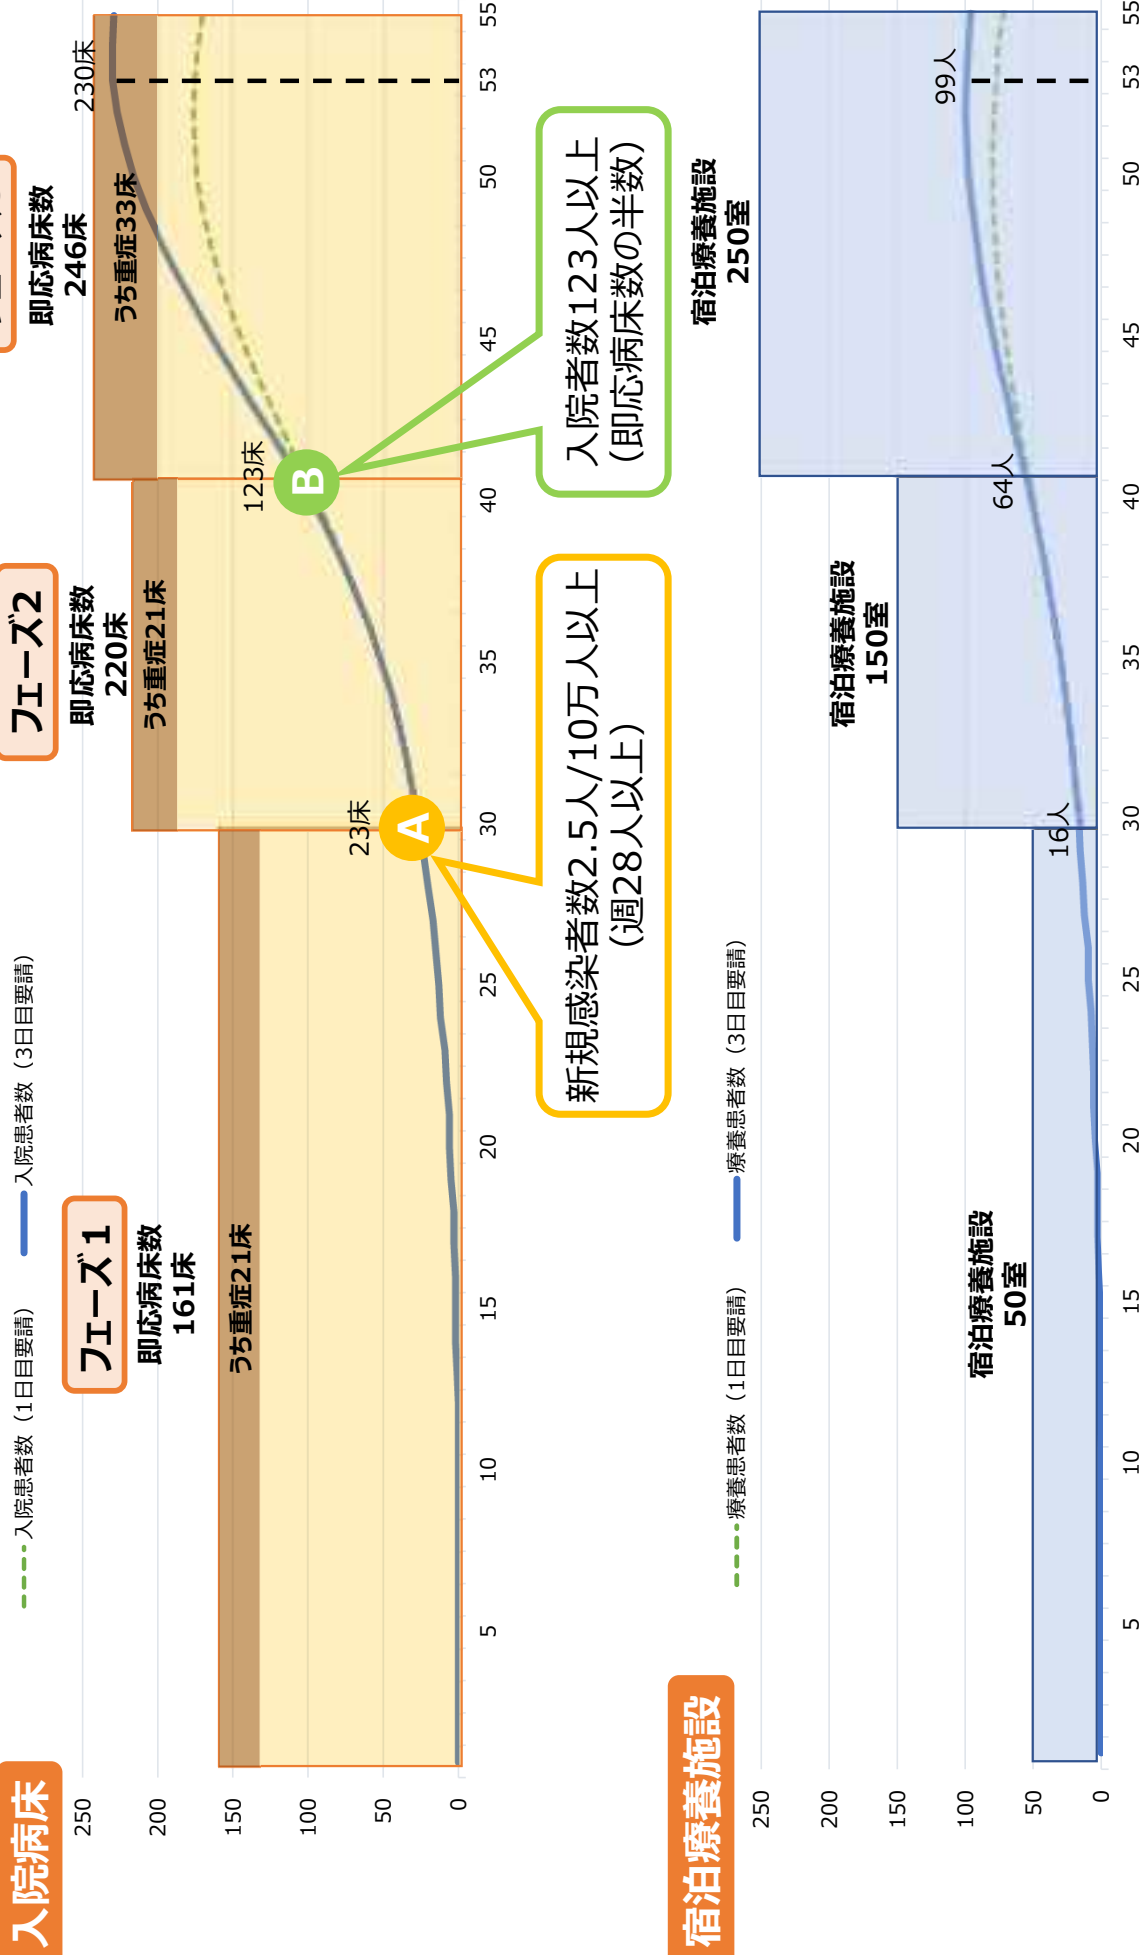 入院病床
入院患者数（1日目要請）
入院患者数（3日目要請）
フェーズ1
即応病床数
161床
うち重症21床
フェーズ2
即応病床数
220床
うち重症21床
即応病床数
246床
うち重症33床
250
200
150
100
50
0
23床
A
123床
B
230床
5
10
15
20
25
30
35
40
45
50
53
55
新規感染者数2.5人/10万人以上
（週28人以上）
入院者数123人以上
（即応病床数の半数）
宿泊療養施設
療養患者数（1日目要請）
療養患者数（3日目要請）
宿泊療養施設
50室
宿泊療養施設
150室
宿泊療養施設
250室
250
200
150
100
50
0
16人
64人
99人
5
10
15
20
25
30
35
40
45
50
53
55